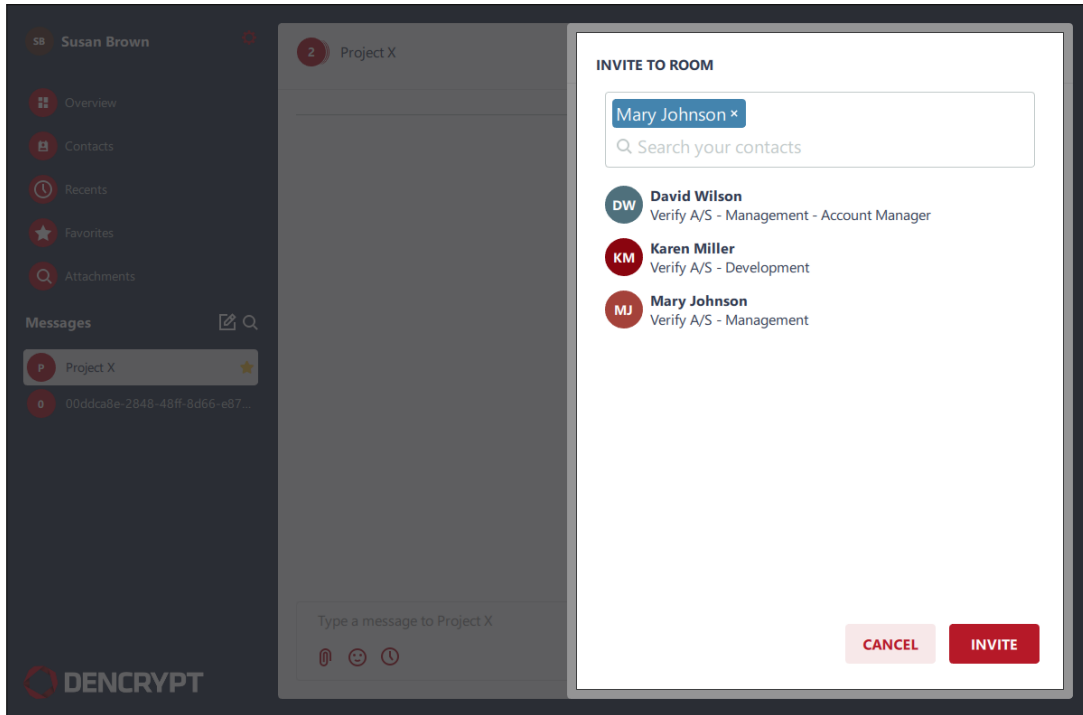 SB Susan Brown
Overview
Contacts
Recents
Favorites
Attachments
Messages
P Project X
0 00ddca8e-2848-48ff-8d66-e87...
DENCRYPT
2 Project X
Type a message to Project X
INVITE TO ROOM
Mary Johnson ×
Search your contacts
DW David Wilson
Verify A/S - Management - Account Manager
KM Karen Miller
Verify A/S - Development
MJ Mary Johnson
Verify A/S - Management
CANCEL INVITE